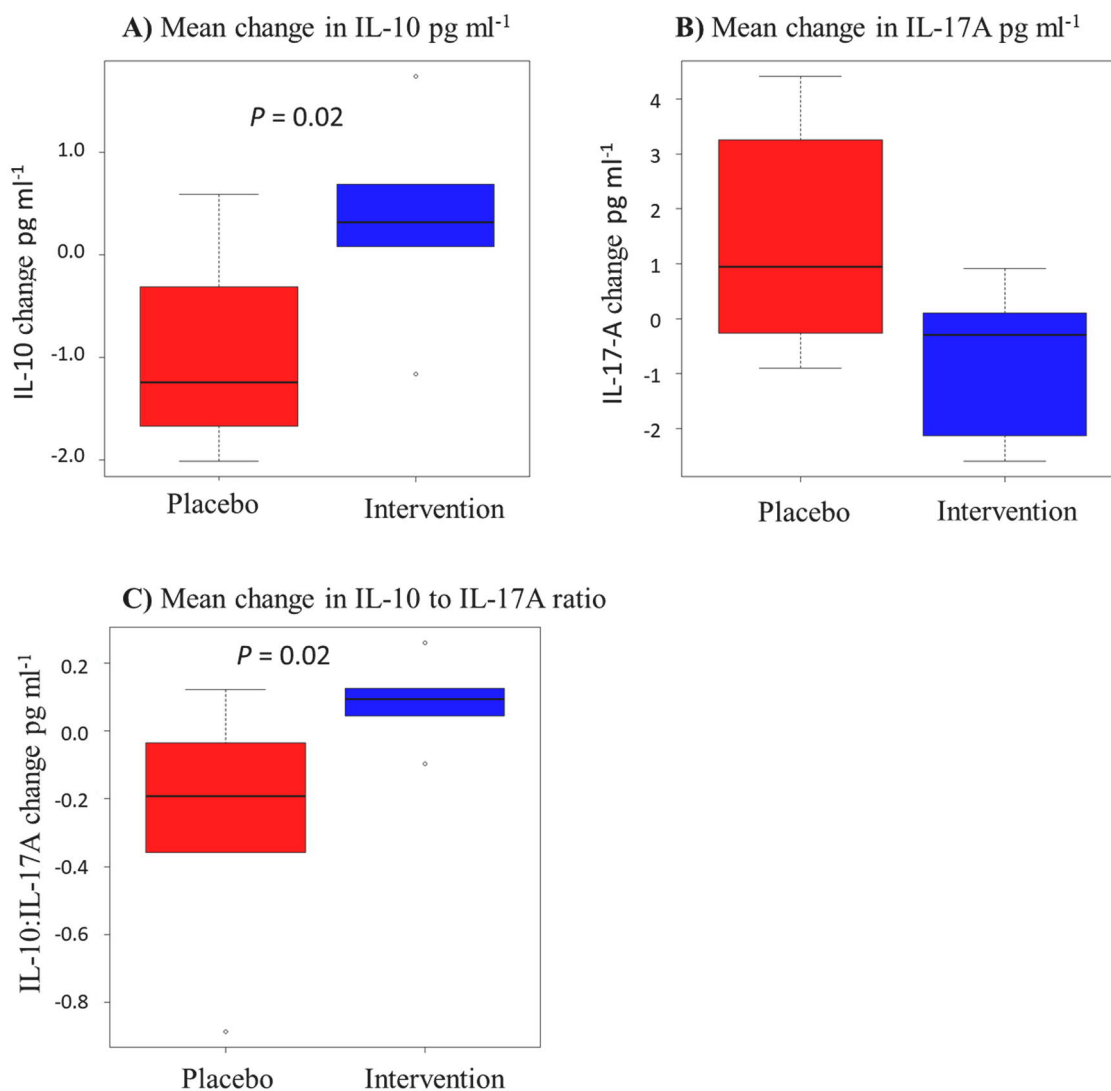 A) Mean change in IL-10 pg ml-1
P = 0.02
IL-10 change pg ml-1
1.0
0.0
-1.0
-2.0
Placebo
Intervention
B) Mean change in IL-17A pg ml-1
IL-17-A change pg ml-1
4
3
2
1
0
-1
-2
Placebo
Intervention
C) Mean change in IL-10 to IL-17A ratio
P = 0.02
IL-10:IL-17A change pg ml-1
0.2
0.0
-0.2
-0.4
-0.6
-0.8
Placebo
Intervention